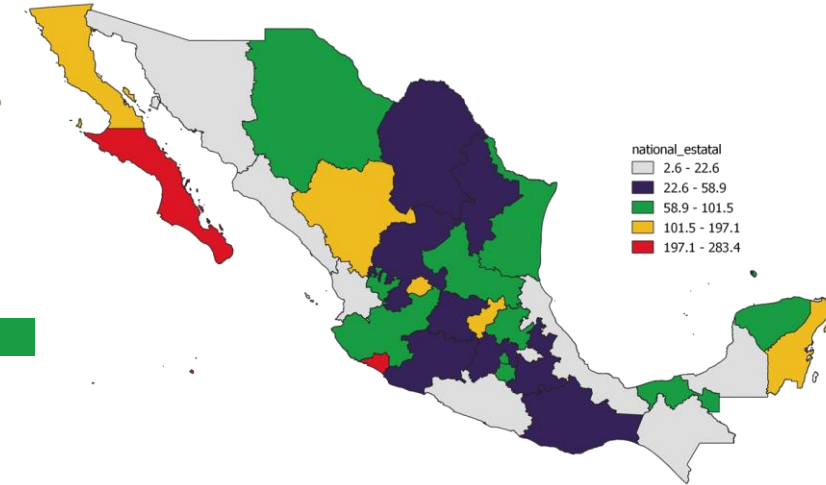 national_estatal
2.6 - 22.6
22.6 - 58.9
58.9 - 101.5
101.5 - 197.1
197.1 - 283.4